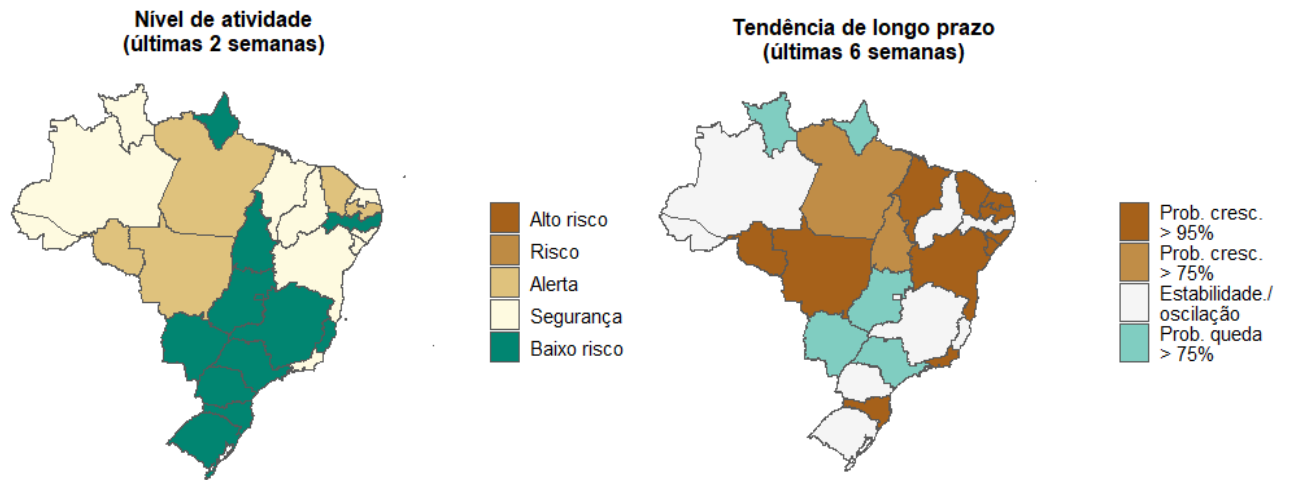 Nível de atividade
(últimas 2 semanas)
Alto risco
Risco
Alerta
Segurança
Baixo risco
Tendência de longo prazo
(últimas 6 semanas)
Prob. cresc.
> 95%
Prob. cresc.
> 75%
Estabilidade./
oscilação
Prob. queda
> 75%